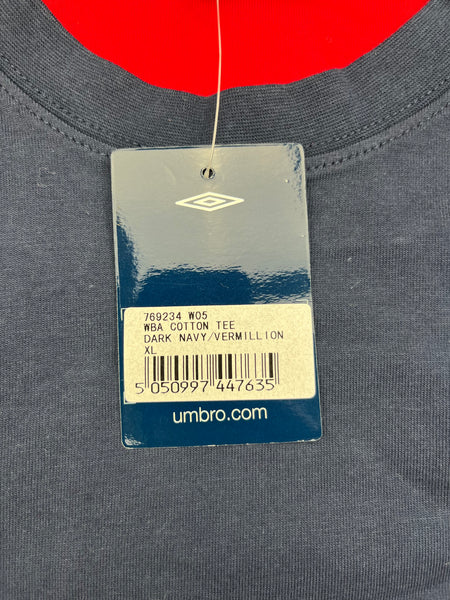 769234 W05
WBA COTTON TEE
DARK NAVY/VERMILLION
XL
5 050997 447635
umbro.com